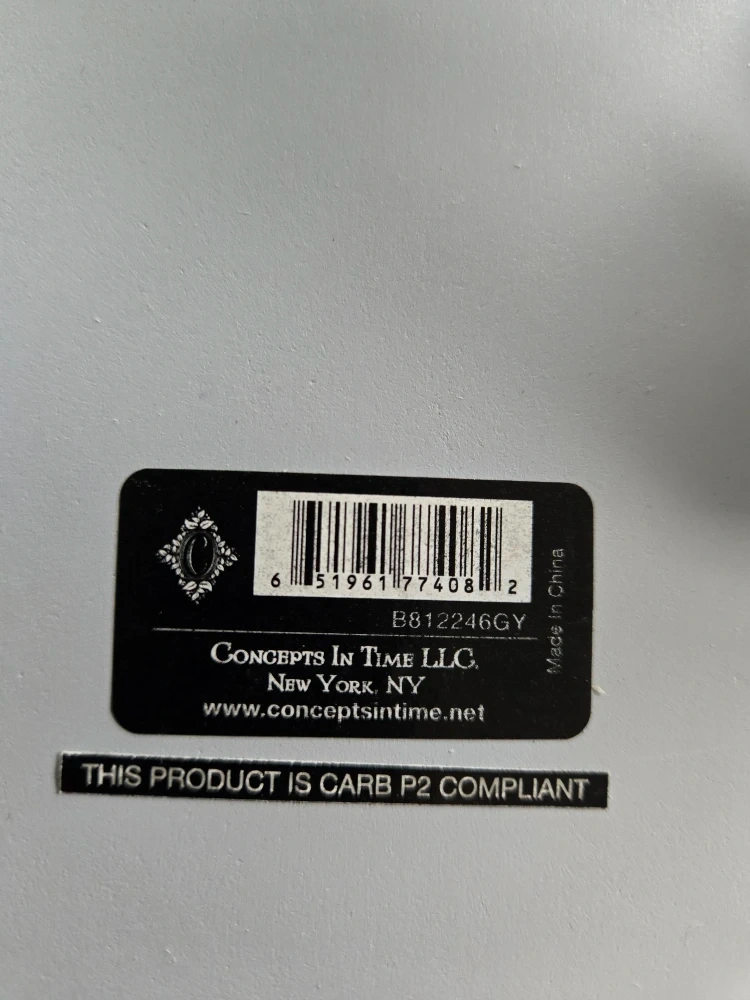 C
6 51961 77408 2
B812246GY
Made In China
CONCEPTS IN TIME LLC.
NEW YORK, NY
www.conceptsintime.net
THIS PRODUCT IS CARB P2 COMPLIANT